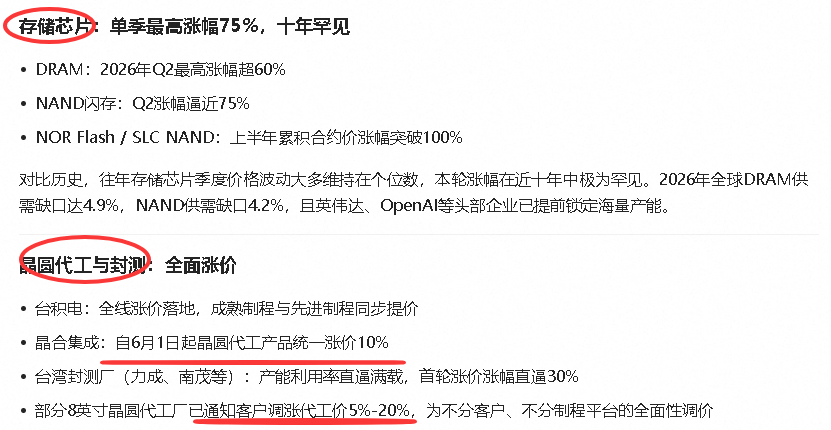 存储芯片：单季最高涨幅75%，十年罕见
• DRAM：2026年Q2最高涨幅超60%
• NAND闪存：Q2涨幅逼近75%
• NOR Flash / SLC NAND：上半年累积合约价涨幅突破100%
对比历史，往年存储芯片季度价格波动大多维持在个位数，本轮涨幅在近十年中极为罕见。2026年全球DRAM供
需缺口达4.9%，NAND供需缺口4.2%，且英伟达、OpenAI等头部企业已提前锁定海量产能。
晶圆代工与封测：全面涨价
• 台积电：全线涨价落地，成熟制程与先进制程同步提价
• 晶合集成：自6月1日起晶圆代工产品统一涨价10%
• 台湾封测厂（力成、南茂等）：产能利用率直逼满载，首轮涨价涨幅直逼30%
• 部分8英寸晶圆代工厂已通知客户调涨代工价5%-20%，为不分客户、不分制程平台的全面性调价